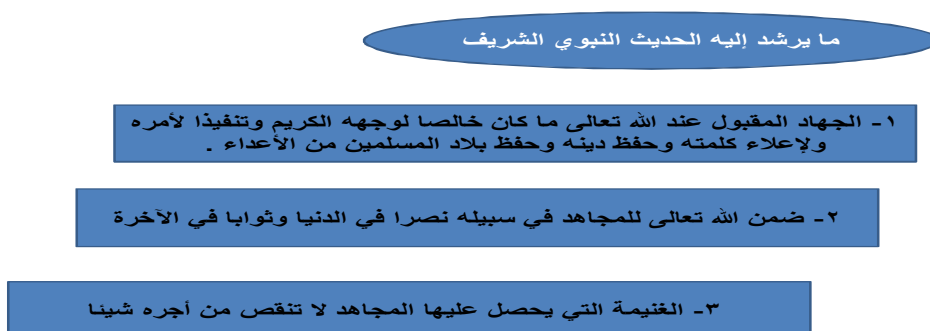 ما يرشد إليه الحديث النبوي الشريف
١- الجهاد المقبول عند الله تعالى ما كان خالصا لوجهه الكريم وتنفيذا لأمره
ولإعلاء كلمته وحفظ دينه وحفظ بلاد المسلمين من الأعداء .
٢- ضمن الله تعالى للمجاهد في سبيله نصرا في الدنيا وثوابا في الآخرة
٣- الغنيمة التي يحصل عليها المجاهد لا تنقص من أجره شيئا